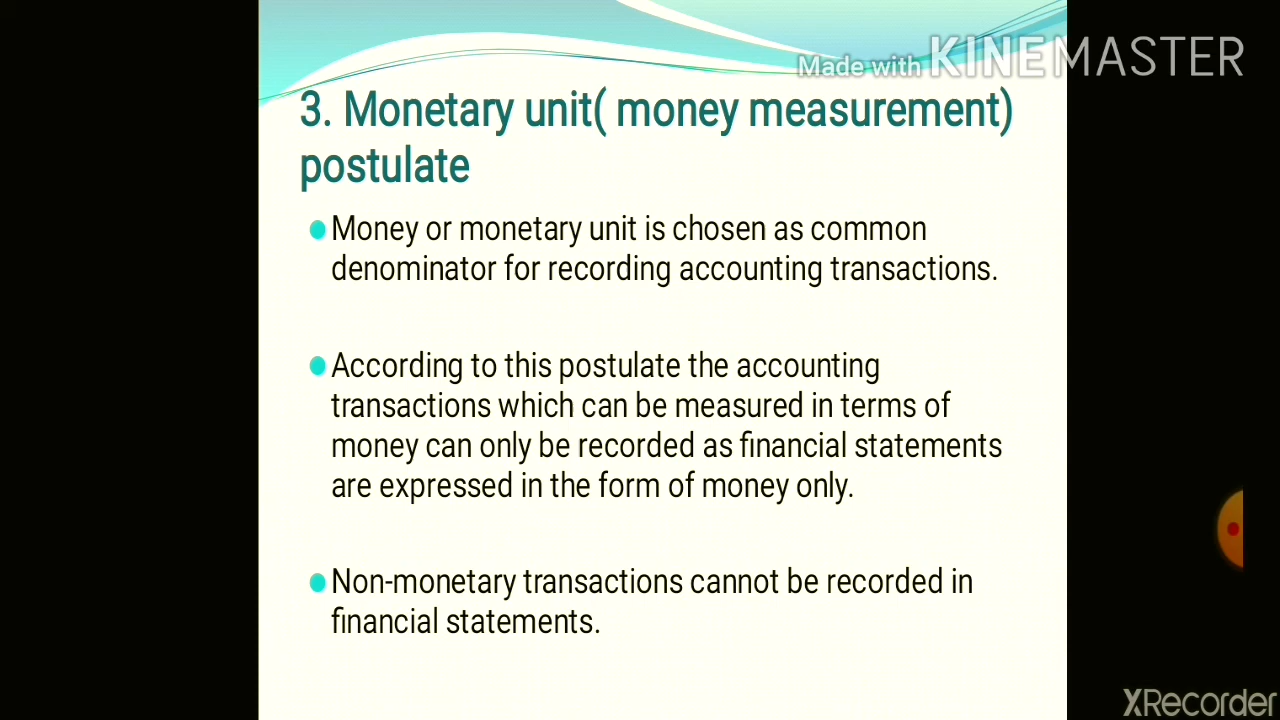 Made with KINEMASTER
3. Monetary unit( money measurement)
postulate
Money or monetary unit is chosen as common
denominator for recording accounting transactions.
According to this postulate the accounting
transactions which can be measured in terms of
money can only be recorded as financial statements
are expressed in the form of money only.
Non-monetary transactions cannot be recorded in
financial statements.
XRecorder